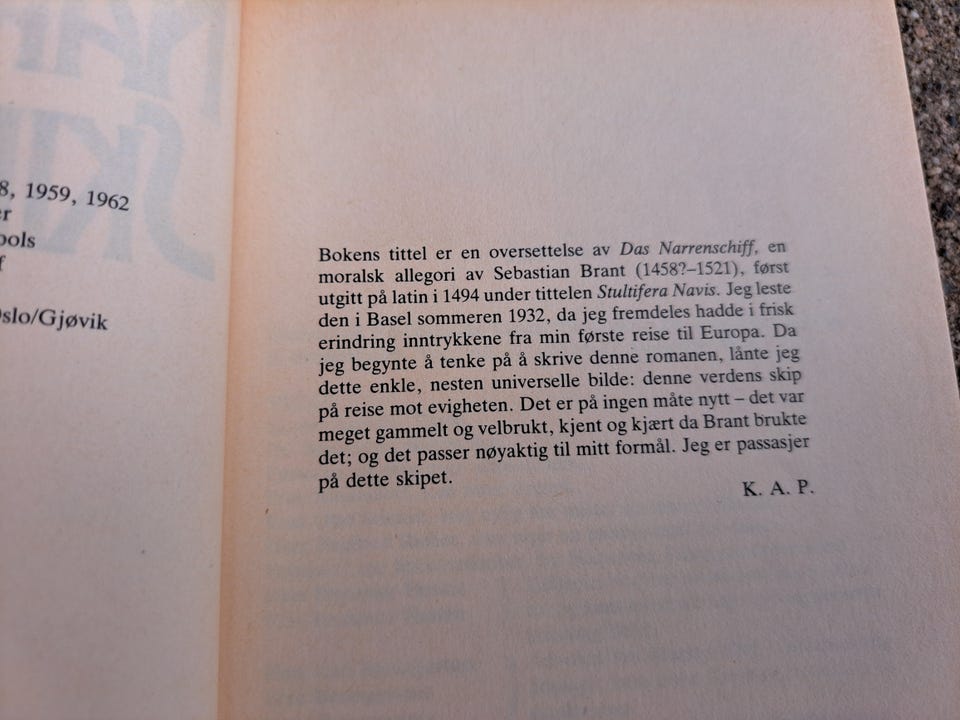 8, 1959, 1962
er
ools
f
Oslo/Gjøvik
Bokens tittel er en oversettelse av Das Narrenschiff, en
moralsk allegori av Sebastian Brant (1458?–1521), først
utgitt på latin i 1494 under tittelen Stultifera Navis. Jeg leste
den i Basel sommeren 1932, da jeg fremdeles hadde i frisk
erindring inntrykkene fra min første reise til Europa. Da
jeg begynte å tenke på å skrive denne romanen, lånte jeg
dette enkle, nesten universelle bilde: denne verdens skip
på reise mot evigheten. Det er på ingen måte nytt – det var
meget gammelt og velbrukt, kjent og kjært da Brant brukte
det; og det passer nøyaktig til mitt formål. Jeg er passasjer
på dette skipet.
K. A. P.